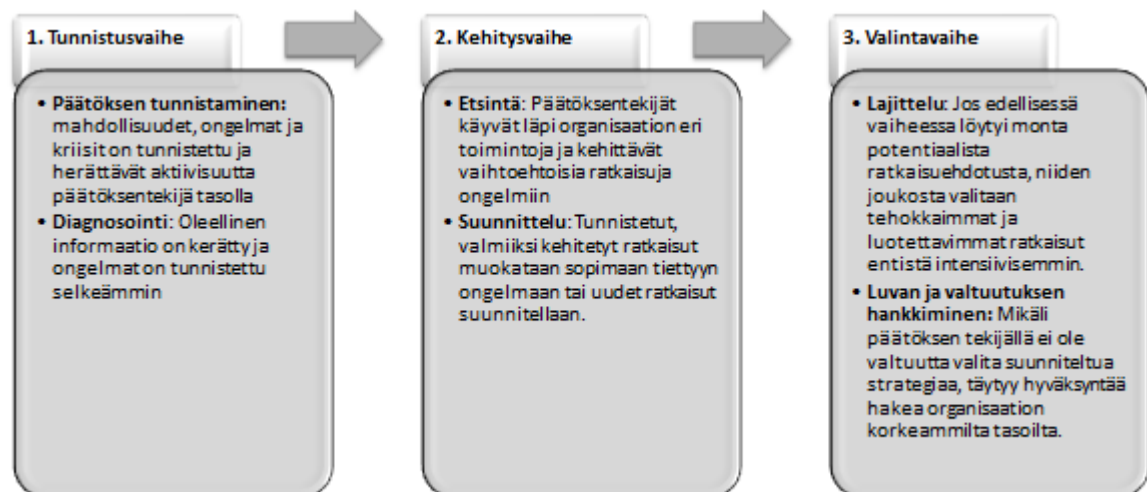 1. Tunnistusvaihe
• Päätöksen tunnistaminen:
mahdollisuudet, ongelmat ja
kriisit on tunnistettu ja
herättävät aktiivisuutta
päätöksentekijä tasolla
• Diagnosointi: Oleellinen
informaatio on kerätty ja
ongelmat on tunnistettu
selkeämmin
2. Kehitysvaihe
• Etsintä: Päätöksentekijät
käyvät läpi organisaation eri
toimintoja ja kehittävät
vaihtoehtoisia ratkaisuja
ongelmiin
• Suunnittelu: Tunnistetut,
valmiiksi kehitetyt ratkaisut
muokataan sopimaan tiettyyn
ongelmaan tai uudet ratkaisut
suunnitellaan.
3. Valintavaihe
• Lajittelu: Jos edellisessä
vaiheessa löytyi monta
potentiaalista
ratkaisuehdotusta, niiden
joukosta valitaan
tehokkaimmat ja
luotettavimmat ratkaisut
entistä intensiivisemmin.
• Luvan ja valtuutuksen
hankkiminen: Mikäli
päätöksen tekijällä ei ole
valtuutta valita suunniteltua
strategiaa, täytyy hyväksyntää
hakea organisaation
korkeammilta tasoilta.